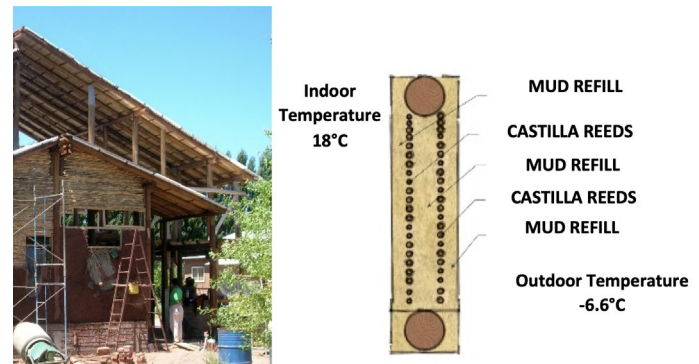 Indoor
Temperature
18°C
MUD REFILL
CASTILLA REEDS
MUD REFILL
CASTILLA REEDS
MUD REFILL
Outdoor Temperature
-6.6°C